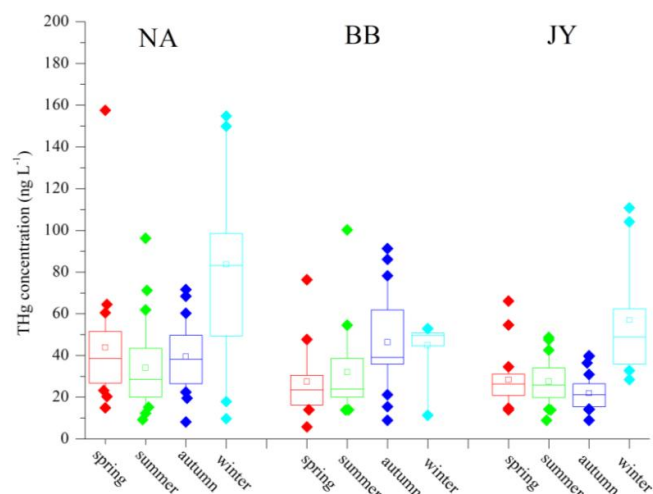 200
NA
BB
JY
180
160
140
120
100
80
60
40
20
0
THg concentration (ng L⁻¹)
spring
summer
autumn
winter
spring
summer
autumn
winter
spring
summer
autumn
winter